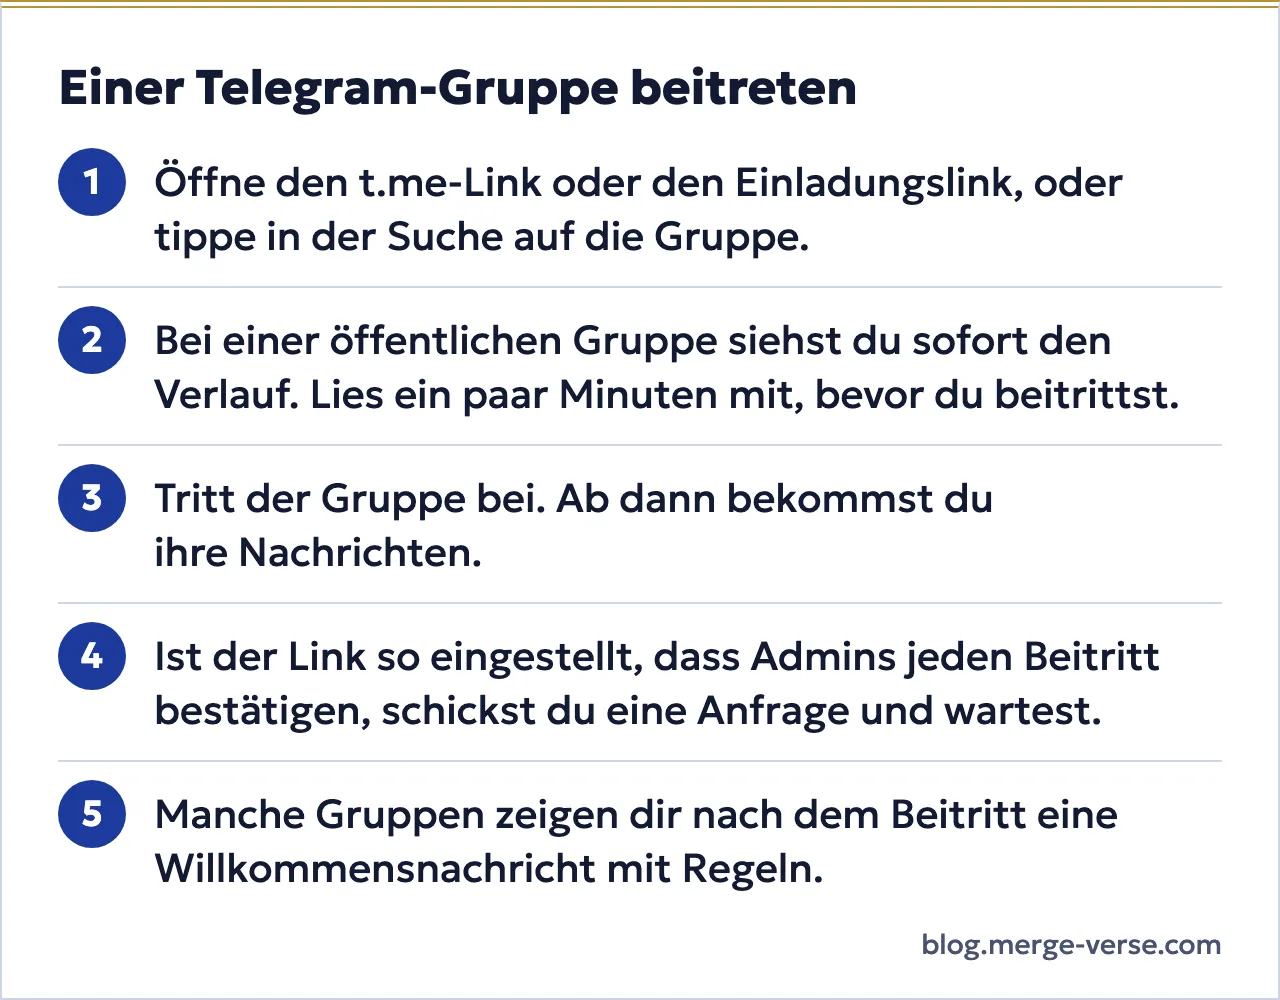 Einer Telegram-Gruppe beitreten
1
Öffne den t.me-Link oder den Einladungslink, oder
tippe in der Suche auf die Gruppe.
2
Bei einer öffentlichen Gruppe siehst du sofort den
Verlauf. Lies ein paar Minuten mit, bevor du beitrittst.
3
Tritt der Gruppe bei. Ab dann bekommst du
ihre Nachrichten.
4
Ist der Link so eingestellt, dass Admins jeden Beitritt
bestätigen, schickst du eine Anfrage und wartest.
5
Manche Gruppen zeigen dir nach dem Beitritt eine
Willkommensnachricht mit Regeln.
blog.merge-verse.com